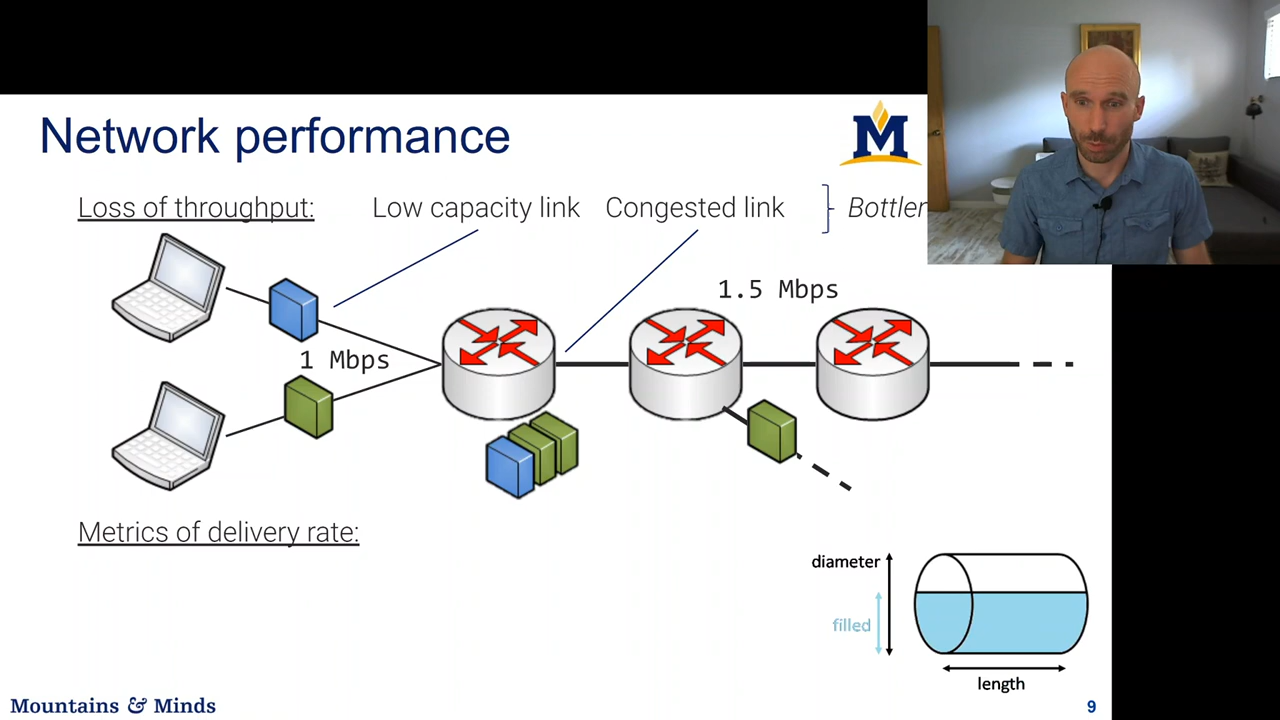 Network performance
M
Loss of throughput:
Low capacity link
Congested link
1.5 Mbps
1 Mbps
Metrics of delivery rate:
diameter
filled
length
Mountains & Minds
9